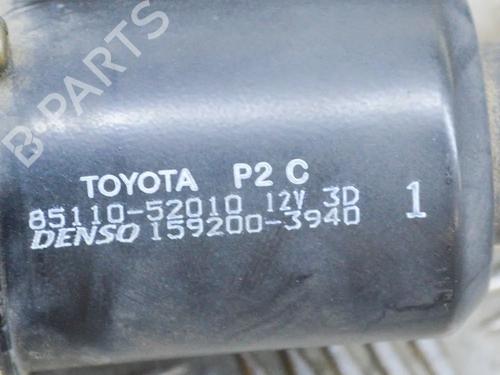 B-PARTS
TOYOTA P2 C
85110-52010 12V 3D
DENSO 159200-3940 1